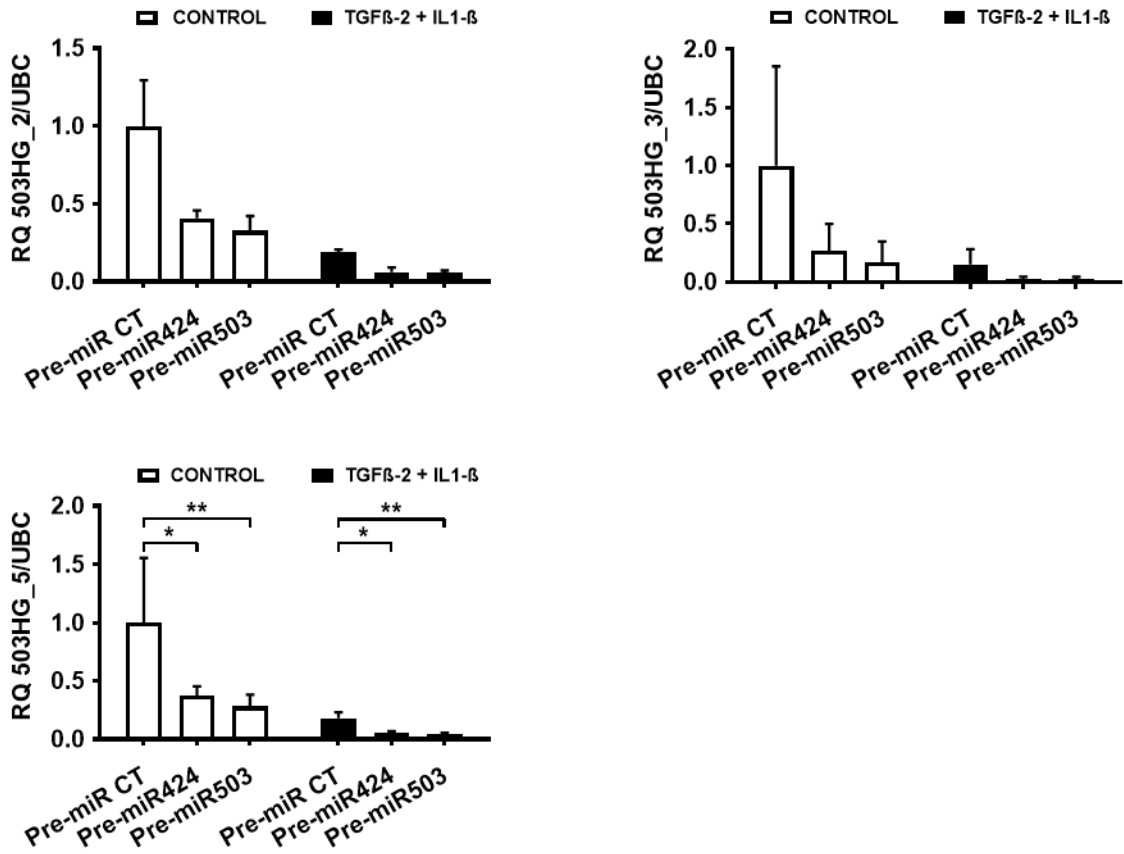 CONTROL TGFß-2 + IL1-ß
RQ 503HG_2/UBC
1.5
1.0
0.5
0.0
Pre-miR CT
Pre-miR424
Pre-miR503
Pre-miR CT
Pre-miR424
Pre-miR503
CONTROL TGFß-2 + IL1-ß
RQ 503HG_3/UBC
2.0
1.5
1.0
0.5
0.0
Pre-miR CT
Pre-miR424
Pre-miR503
Pre-miR CT
Pre-miR424
Pre-miR503
CONTROL TGFß-2 + IL1-ß
RQ 503HG_5/UBC
2.0
1.5
1.0
0.5
0.0
** **
* *
Pre-miR CT
Pre-miR424
Pre-miR503
Pre-miR CT
Pre-miR424
Pre-miR503